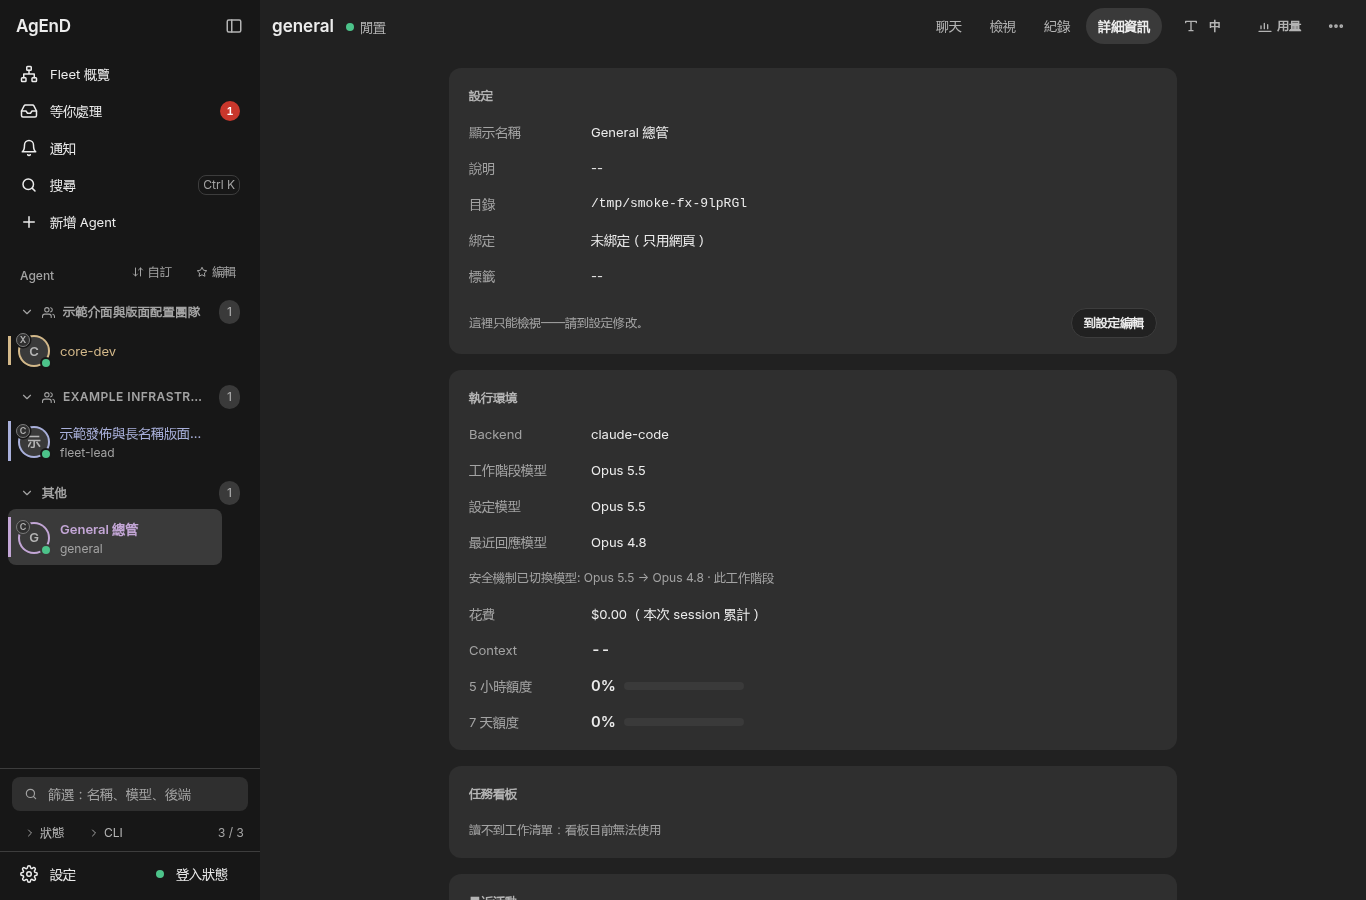 AgEnD
Fleet 概覽
等你處理 1
通知
搜尋 Ctrl K
新增 Agent
Agent 自訂 編輯
示範介面與版面配置團隊 1
X
C core-dev
EXAMPLE INFRASTR... 1
C
示 示範發佈與長名稱版面...
fleet-lead
其他 1
C
G General 總管
general
篩選：名稱、模型、後端
狀態 CLI 3 / 3
設定 登入狀態
general 閒置 聊天 檢視 紀錄 詳細資訊 中 用量
設定
顯示名稱 General 總管
說明 --
目錄 /tmp/smoke-fx-9lpRGl
綁定 未綁定（只用網頁）
標籤 --
這裡只能檢視——請到設定修改。 到設定編輯
執行環境
Backend claude-code
工作階段模型 Opus 5.5
設定模型 Opus 5.5
最近回應模型 Opus 4.8
安全機制已切換模型: Opus 5.5 → Opus 4.8 · 此工作階段
花費 $0.00（本次 session 累計）
Context --
5 小時額度 0%
7 天額度 0%
任務看板
讀不到工作清單：看板目前無法使用